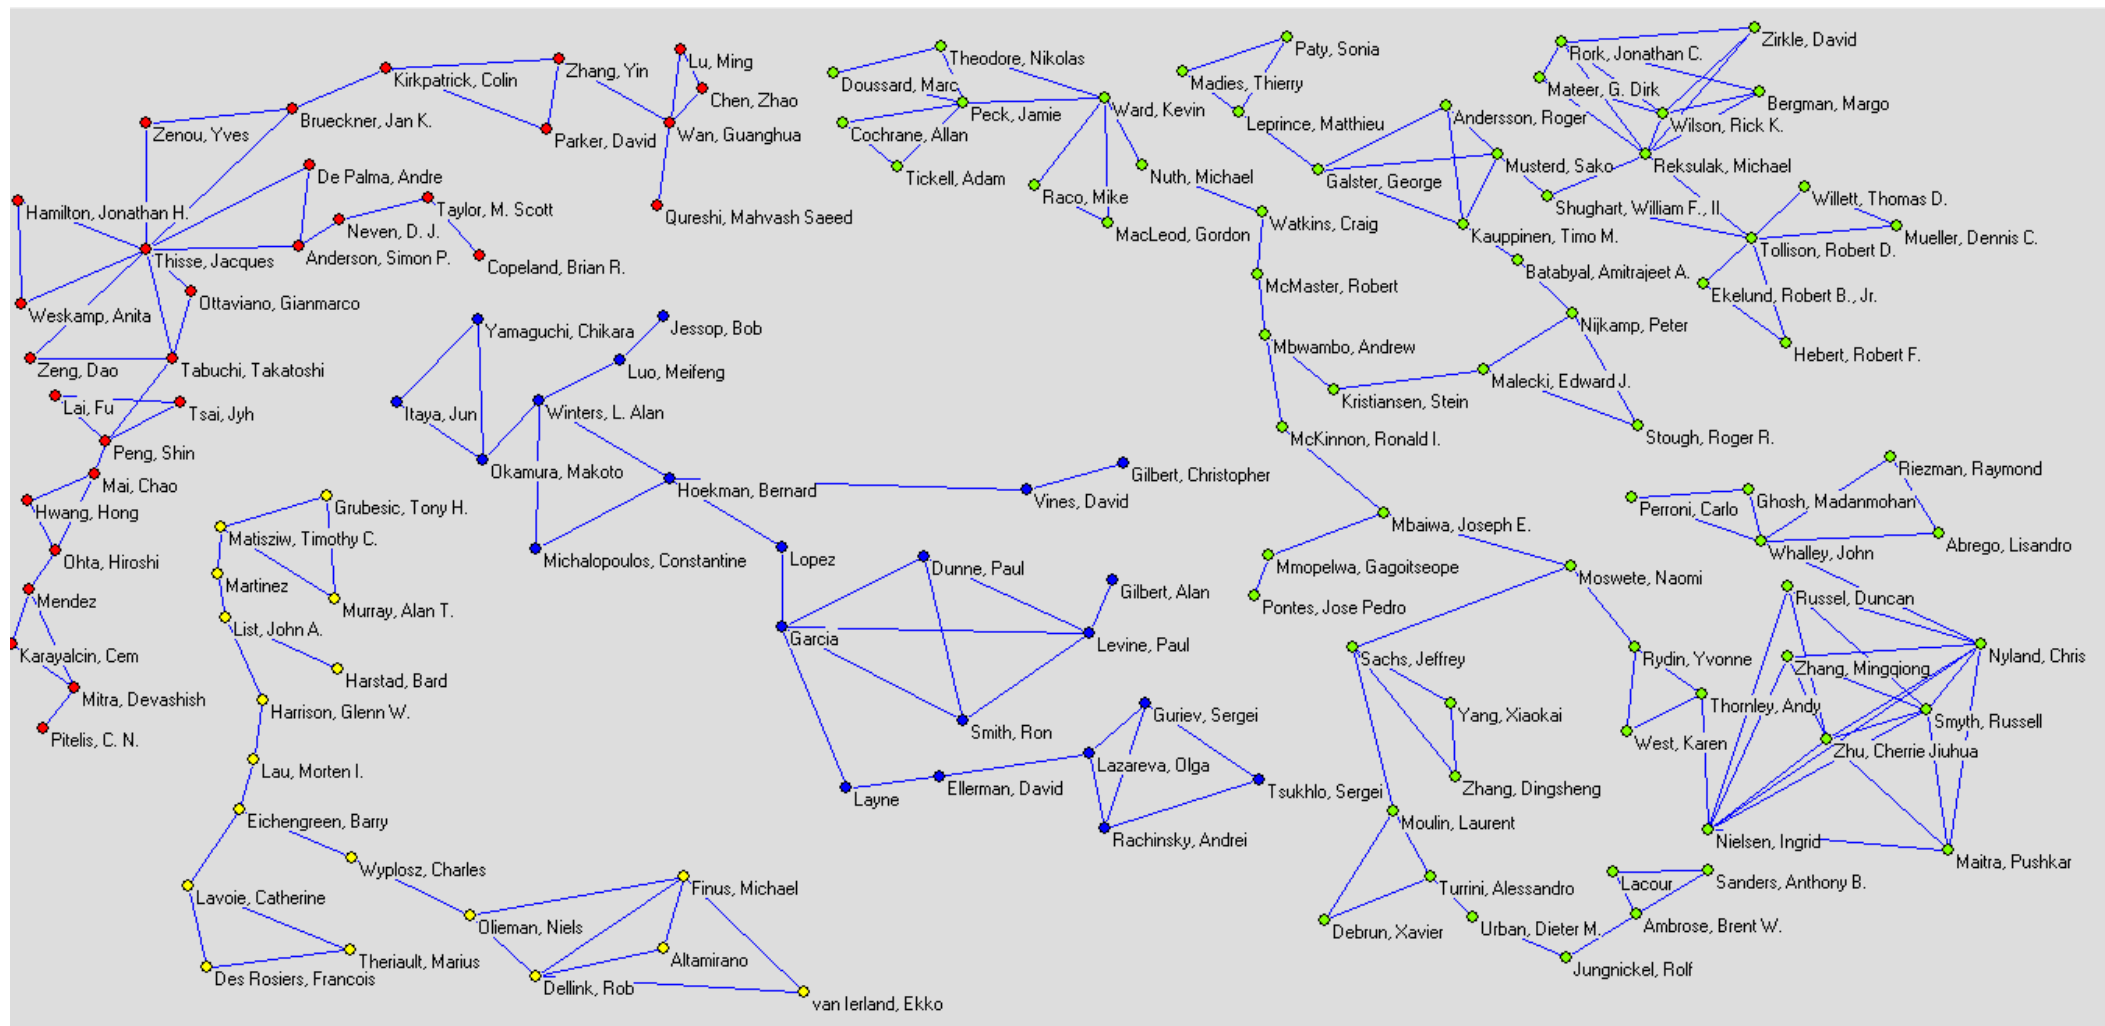 Theodore, Nikolas
Doussard, Marc
Peck, Jamie
Cochrane, Allan
Tickell, Adam
Ward, Kevin
Raco, Mike
MacLeod, Gordon
Nuth, Michael
Watkins, Craig
McMaster, Robert
Mbwambo, Andrew
Kristiansen, Stein
McKinnon, Ronald I.
Paty, Sonia
Madies, Thierry
Leprince, Matthieu
Galster, George
Andersson, Roger
Musterd, Sako
Kauppinen, Timo M.
Batabyal, Amitrajeet A.
Nijkamp, Peter
Malecki, Edward J.
Stough, Roger R.
Rork, Jonathan C.
Zirkle, David
Mateer, G. Dirk
Bergman, Margo
Wilson, Rick K.
Reksulak, Michael
Shughart, William F., II
Willett, Thomas D.
Mueller, Dennis C.
Tollison, Robert D.
Ekelund, Robert B., Jr.
Hebert, Robert F.
Kirkpatrick, Colin
Zhang, Yin
Parker, David
Lu, Ming
Chen, Zhao
Wan, Guanghua
Qureshi, Mahvash Saeed
Zenou, Yves
Brueckner, Jan K.
De Palma, Andre
Taylor, M. Scott
Neven, D. J.
Anderson, Simon P.
Copeland, Brian R.
Hamilton, Jonathan H.
Thisse, Jacques
Weskamp, Anita
Ottaviano, Gianmarco
Zeng, Dao
Tabuchi, Takatoshi
Lai, Fu
Tsai, Jyh
Peng, Shin
Mai, Chao
Hwang, Hong
Ohta, Hiroshi
Mendez
Karayalcin, Cem
Mitra, Devashish
Pitelis, C. N.
Yamaguchi, Chikara
Jessop, Bob
Luo, Meifeng
Itaya, Jun
Winters, L. Alan
Okamura, Makoto
Hoekman, Bernard
Michalopoulos, Constantine
Gilbert, Christopher
Vines, David
Lopez
Dunne, Paul
Gilbert, Alan
Garcia
Levine, Paul
Smith, Ron
Guriev, Sergei
Lazareva, Olga
Layne
Ellerman, David
Tsukhlo, Sergei
Rachinsky, Andrei
Grubesic, Tony H.
Matisziw, Timothy C.
Martinez
Murray, Alan T.
List, John A.
Harstad, Bard
Harrison, Glenn W.
Lau, Morten I.
Eichengreen, Barry
Wyplosz, Charles
Lavoie, Catherine
Finus, Michael
Olieman, Niels
Theriault, Marius
Altamirano
Des Rosiers, Francois
Dellink, Rob
van Ierland, Ekko
Mbaiwa, Joseph E.
Mmopelwa, Gagoitseope
Pontes, Jose Pedro
Moswete, Naomi
Sachs, Jeffrey
Yang, Xiaokai
Zhang, Dingsheng
Moulin, Laurent
Turrini, Alessandro
Debrun, Xavier
Urban, Dieter M.
Jungnickel, Rolf
Lacour
Sanders, Anthony B.
Ambrose, Brent W.
Rydin, Yvonne
Thornley, Andy
West, Karen
Riezman, Raymond
Perroni, Carlo
Ghosh, Madanmohan
Whalley, John
Abrego, Lisandro
Russel, Duncan
Zhang, Mingqiong
Nyland, Chris
Smyth, Russell
Zhu, Cherrie Jiuhua
Nielsen, Ingrid
Maitra, Pushkar